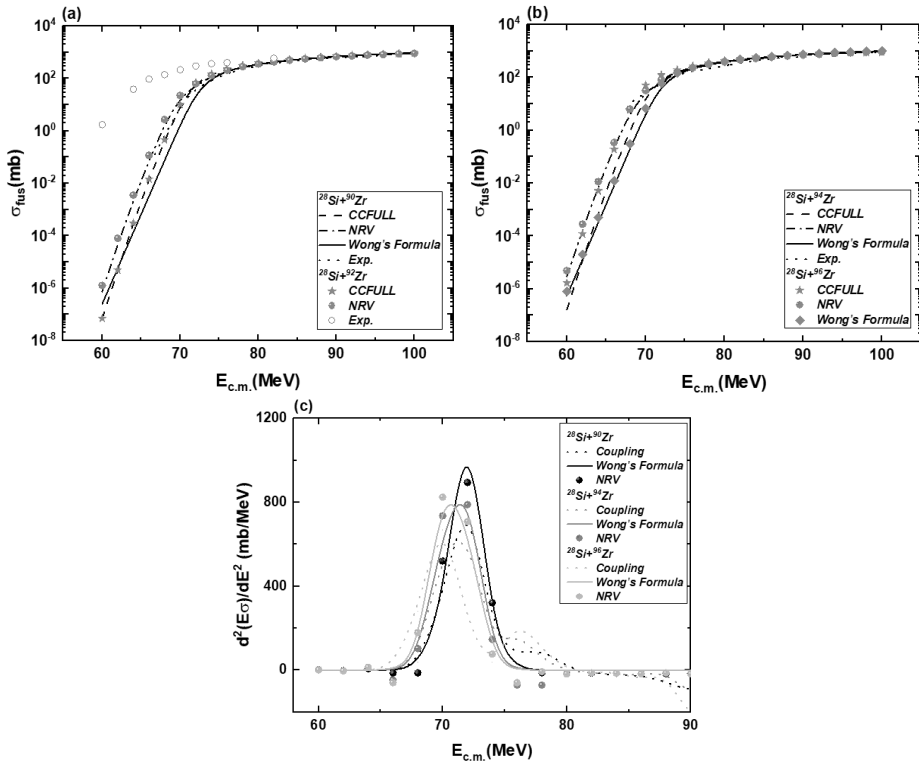 (a)
10⁴
10²
10⁰
10⁻²
10⁻⁴
10⁻⁶
10⁻⁸
σfus(mb)
²⁸Si+⁹⁰Zr
CCFULL
NRV
Wong's Formula
Exp.
²⁸Si+⁹²Zr
CCFULL
NRV
Exp.
60 70 80 90 100
Ec.m.(MeV)
(b)
10⁴
10²
10⁰
10⁻²
10⁻⁴
10⁻⁶
10⁻⁸
σfus(mb)
²⁸Si+⁹⁴Zr
CCFULL
NRV
Wong's Formula
Exp.
²⁸Si+⁹⁶Zr
CCFULL
NRV
Wong's Formula
60 70 80 90 100
Ec.m.(MeV)
(c)
1200
800
400
0
d²(Eσ)/dE² (mb/MeV)
²⁸Si+⁹⁰Zr
Coupling
Wong's Formula
NRV
²⁸Si+⁹⁴Zr
Coupling
Wong's Formula
NRV
²⁸Si+⁹⁶Zr
Coupling
Wong's Formula
NRV
60 70 80 90
Ec.m.(MeV)